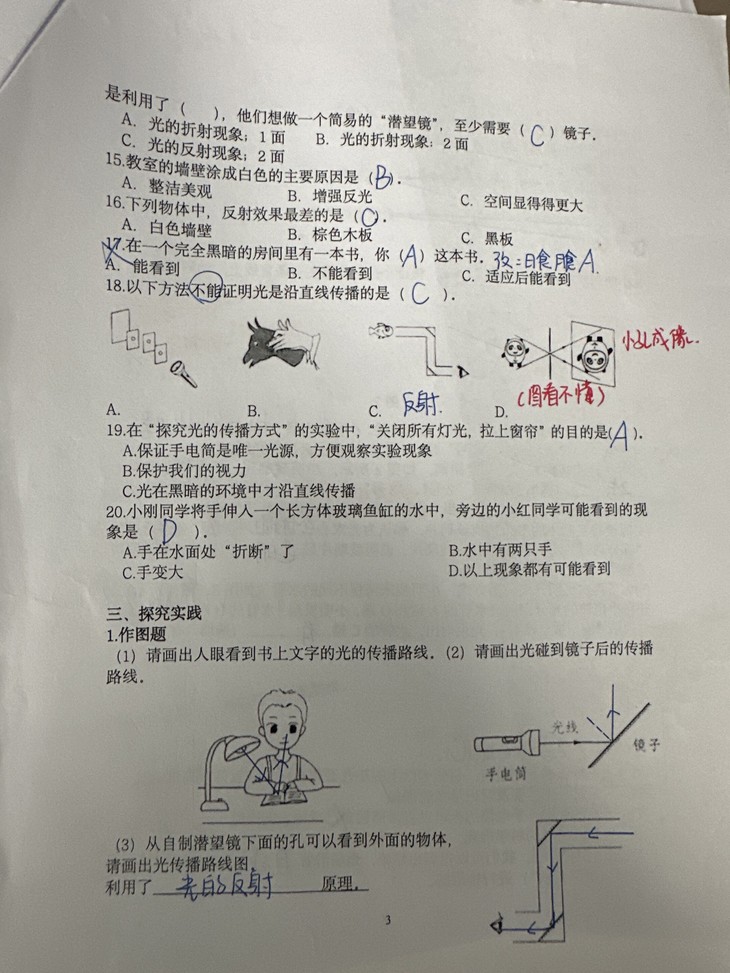 是利用了（ ），他们想做一个简易的“潜望镜”，至少需要（C）镜子.
A. 光的折射现象；1面 B. 光的折射现象；2面
C. 光的反射现象；2面
15.教室的墙壁涂成白色的主要原因是（B）.
A. 整洁美观 B. 增强反光 C. 空间显得得更大
16.下列物体中，反射效果最差的是（C）.
A. 白色墙壁 B. 棕色木板 C. 黑板
17.在一个完全黑暗的房间里有一本书，你（A）这本书. 改：日食月食A.
A. 能看到 B. 不能看到 C. 适应后能看到
18.以下方法不能证明光是沿直线传播的是（C）.
小孔成像.
(图看不懂)
A. B. C. 反射. D.
19.在“探究光的传播方式”的实验中，“关闭所有灯光，拉上窗帘”的目的是(A).
A.保证手电筒是唯一光源，方便观察实验现象
B.保护我们的视力
C.光在黑暗的环境中才沿直线传播
20.小刚同学将手伸入一个长方体玻璃鱼缸的水中，旁边的小红同学可能看到的现
象是（D）.
A.手在水面处“折断”了 B.水中有两只手
C.手变大 D.以上现象都有可能看到
三、探究实践
1.作图题
（1）请画出人眼看到书上文字的光的传播路线.（2）请画出光碰到镜子后的传播
路线.
光线
镜子
手电筒
（3）从自制潜望镜下面的孔可以看到外面的物体，
请画出光传播路线图.
利用了 光的反射 原理.
3